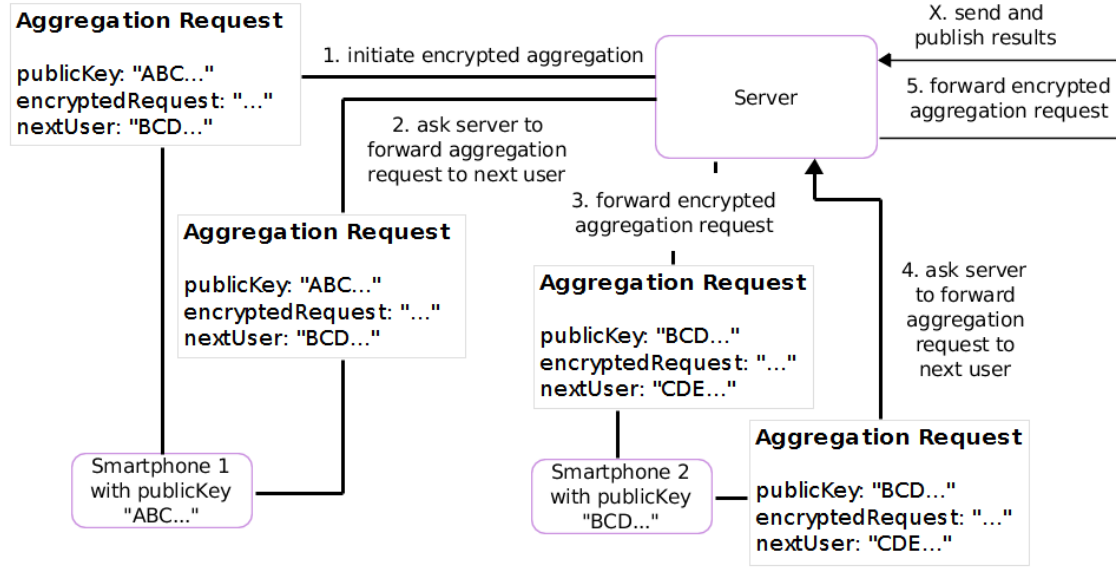 Aggregation Request
publicKey: "ABC..."
encryptedRequest: "..."
nextUser: "BCD..."
1. initiate encrypted aggregation
Server
X. send and
publish results
5. forward encrypted
aggregation request
2. ask server to
forward aggregation
request to next user
Aggregation Request
publicKey: "ABC..."
encryptedRequest: "..."
nextUser: "BCD..."
3. forward encrypted
aggregation request
Aggregation Request
publicKey: "BCD..."
encryptedRequest: "..."
nextUser: "CDE..."
4. ask server
to forward
aggregation
request to
next user
Smartphone 1
with publicKey
"ABC..."
Smartphone 2
with publicKey
"BCD..."
Aggregation Request
publicKey: "BCD..."
encryptedRequest: "..."
nextUser: "CDE..."